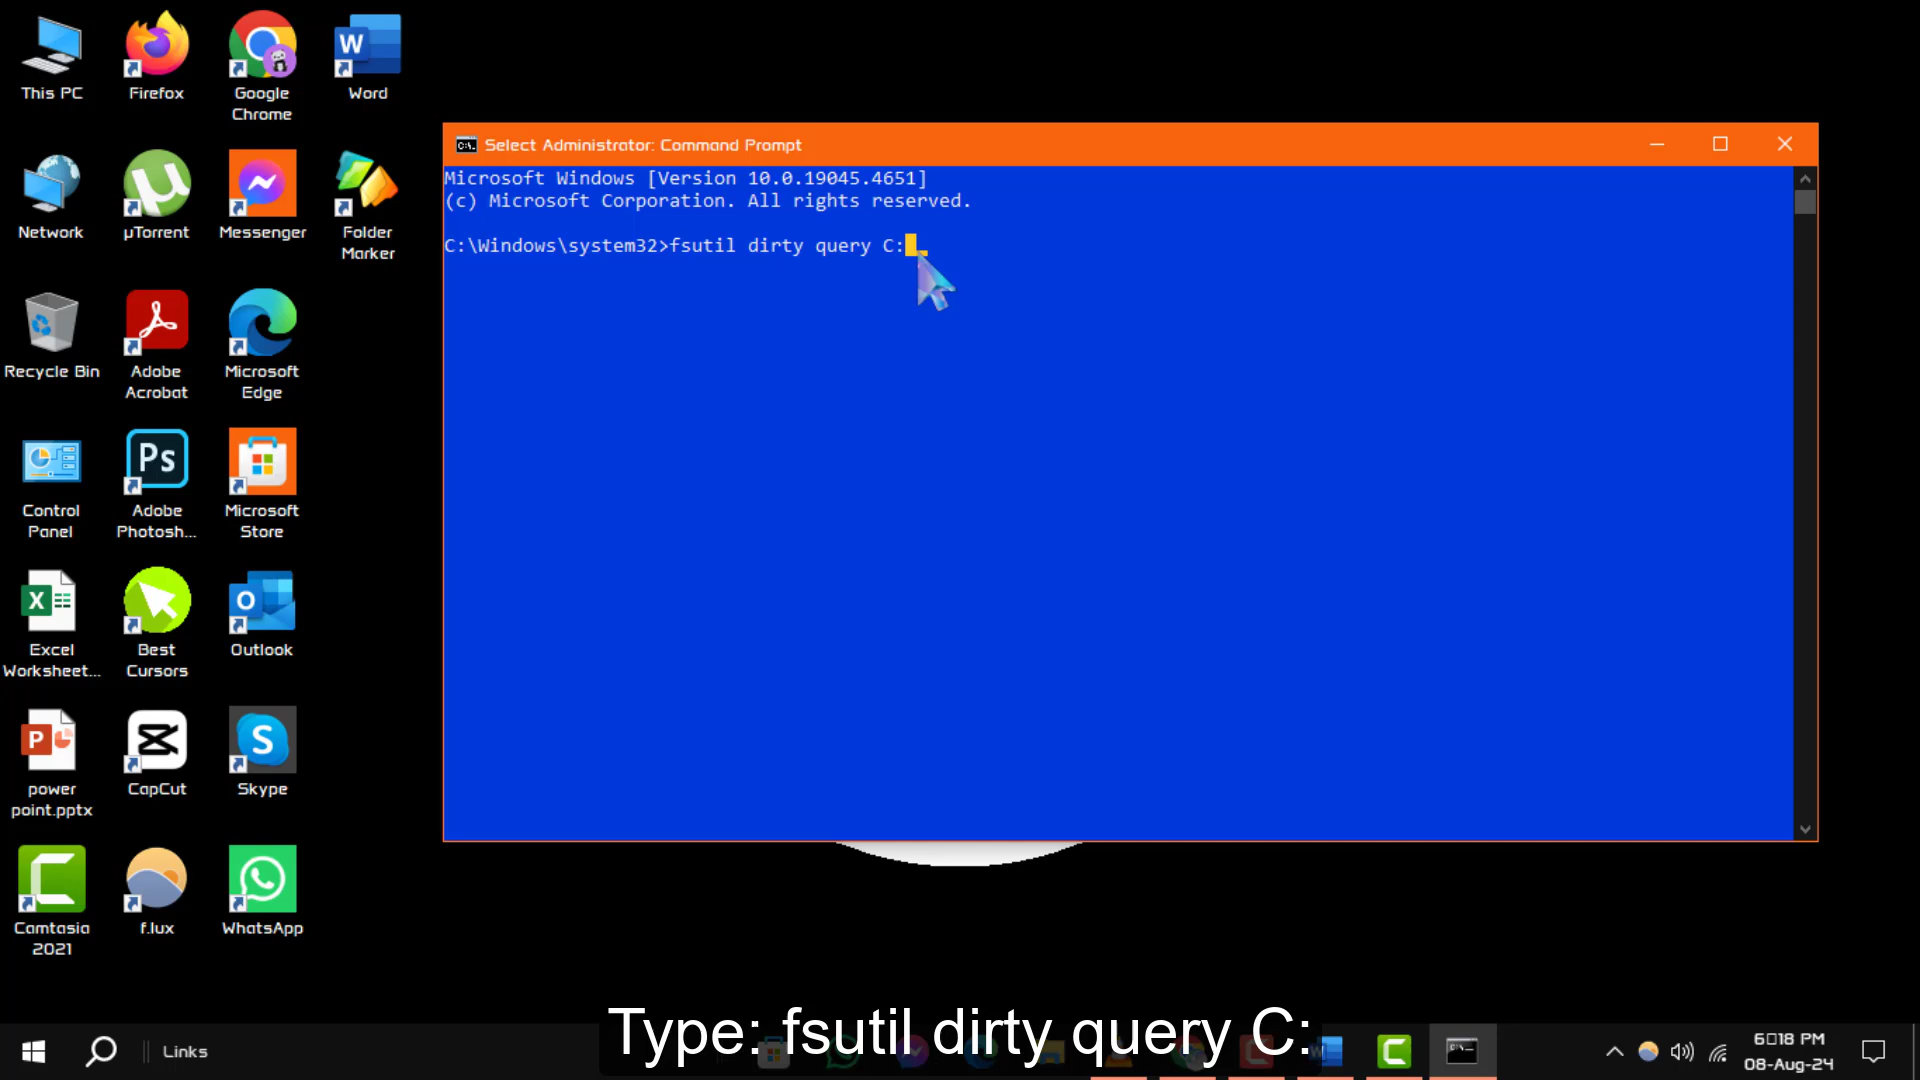 This PC
Firefox
Google
Chrome
Word
Network
µTorrent
Messenger
Folder
Marker
Recycle Bin
Adobe
Acrobat
Microsoft
Edge
Control
Panel
Adobe
Photosh...
Microsoft
Store
Excel
Worksheet...
Best
Cursors
Outlook
power
point.pptx
CapCut
Skype
Camtasia
2021
f.lux
WhatsApp
Select Administrator: Command Prompt
Microsoft Windows [Version 10.0.19045.4651]
(c) Microsoft Corporation. All rights reserved.
C:\Windows\system32>fsutil dirty query C:
Type: fsutil dirty query C:
Links
6▯18 PM
08-Aug-24